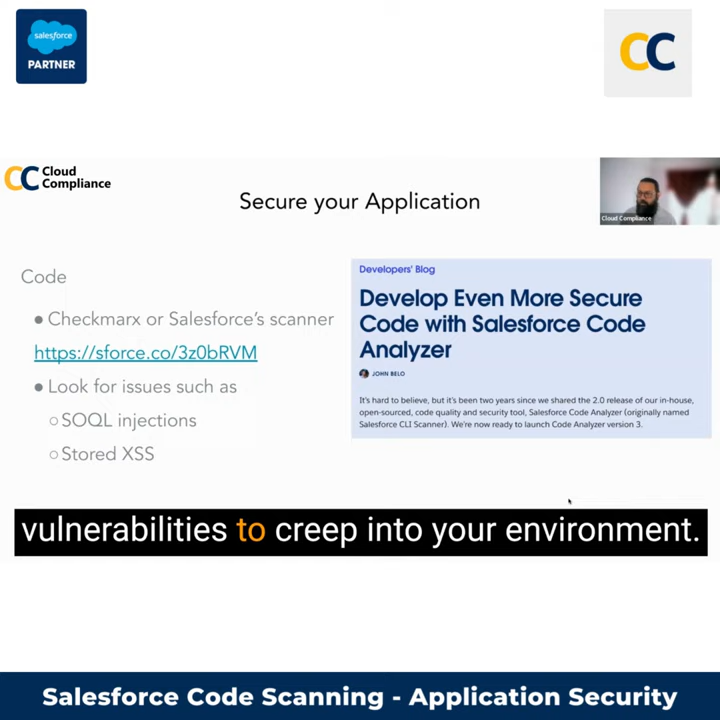 salesforce
PARTNER
CC
CC Cloud
Compliance
Secure your Application
Cloud Compliance
Code
● Checkmarx or Salesforce's scanner
https://sforce.co/3z0bRVM
● Look for issues such as
○ SOQL injections
○ Stored XSS
Developers' Blog
Develop Even More Secure
Code with Salesforce Code
Analyzer
JOHN BELO
It's hard to believe, but it's been two years since we shared the 2.0 release of our in-house,
open-sourced, code quality and security tool, Salesforce Code Analyzer (originally named
Salesforce CLI Scanner). We're now ready to launch Code Analyzer version 3.
vulnerabilities to creep into your environment.
Salesforce Code Scanning - Application Security